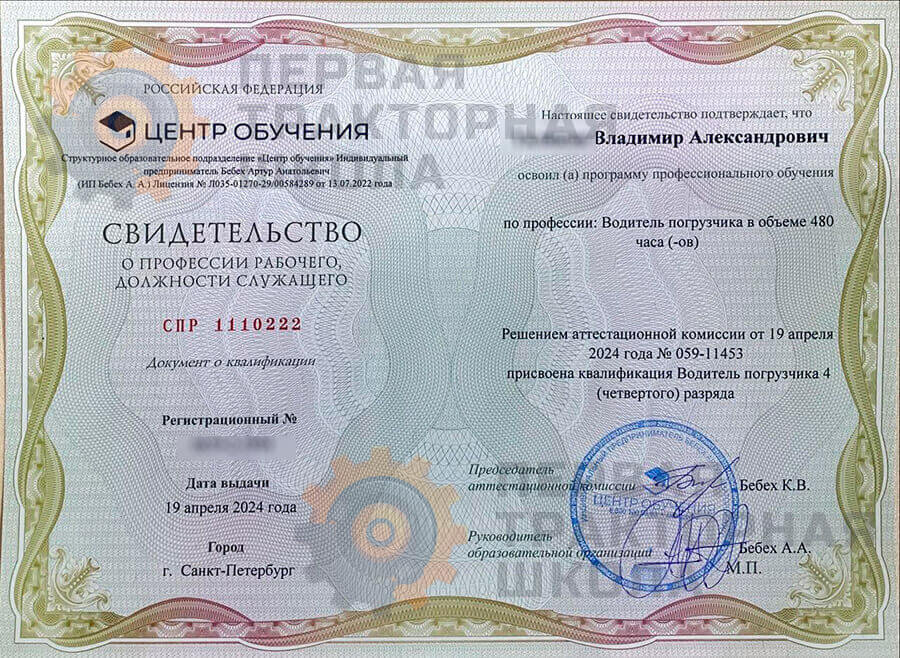 ПЕРВАЯ
ТРАКТОРНАЯ
ШКОЛА
РОССИЙСКАЯ ФЕДЕРАЦИЯ
ЦЕНТР ОБУЧЕНИЯ
Структурное образовательное подразделение «Центр обучения» Индивидуальный
предприниматель Бебех Артур Анатольевич
(ИП Бебех А. А.) Лицензия № Л035-01270-29/00584289 от 13.07.2022 года
СВИДЕТЕЛЬСТВО
О ПРОФЕССИИ РАБОЧЕГО,
ДОЛЖНОСТИ СЛУЖАЩЕГО
СПР 1110222
Документ о квалификации
Регистрационный №
Дата выдачи
19 апреля 2024 года
Город
г. Санкт-Петербург
Настоящее свидетельство подтверждает, что
Владимир Александрович
освоил (а) программу профессионального обучения
по профессии: Водитель погрузчика в объеме 480
часа (-ов)
Решением аттестационной комиссии от 19 апреля
2024 года № 059-11453
присвоена квалификация Водитель погрузчика 4
(четвертого) разряда
Председатель
аттестационной комиссии
Бебех К.В.
Руководитель
образовательной организации
Бебех А.А.
М.П.
ЦЕНТР ОБУЧЕНИЯ
ПЕРВАЯ
ТРАКТОРНАЯ
ШКОЛА